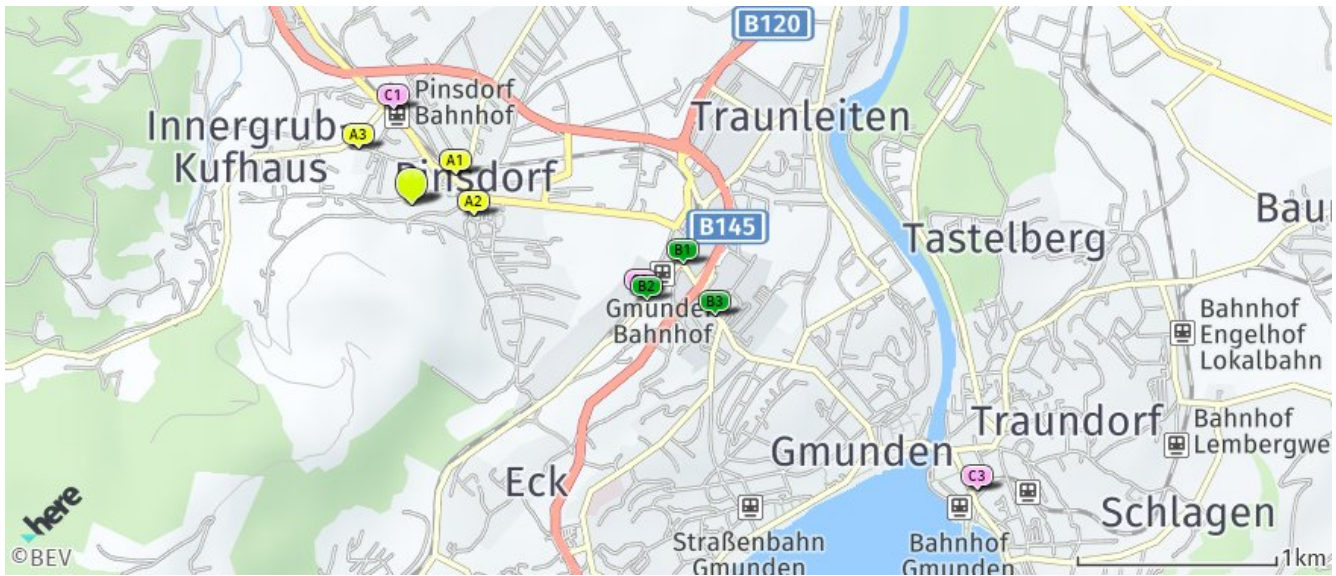 B120
C1
Pinsdorf
Bahnhof
Traunleiten
Innergrub-
Kufhaus
A3
A1
Pinsdorf
A2
Bau
B145
Tastelberg
B1
B2
B3
Gmunden
Bahnhof
Bahnhof
Engelhof
Lokalbahn
Traundorf
Bahnhof
Lembergwe
Gmunden
Eck
C3
Schlagen
here
©BEV
Straßenbahn
Gmunden
Bahnhof
Gmunden
1km